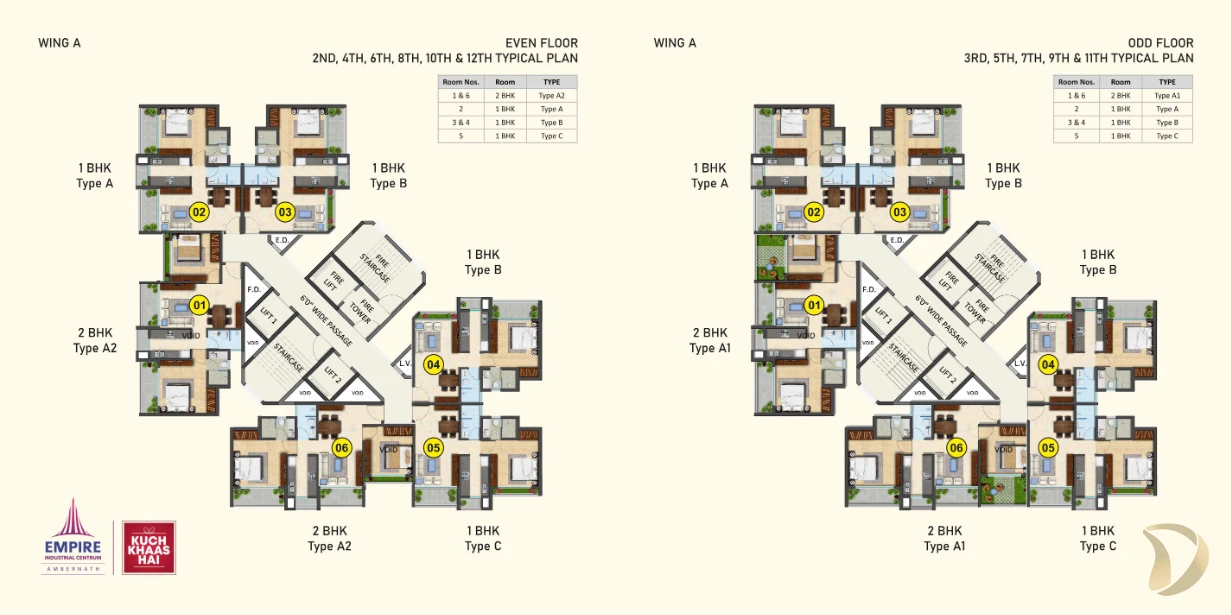 WING A
EVEN FLOOR
2ND, 4TH, 6TH, 8TH, 10TH & 12TH TYPICAL PLAN
Room Nos. Room TYPE
1 & 6 2 BHK Type A2
2 1 BHK Type A
3 & 4 1 BHK Type B
5 1 BHK Type C
1 BHK
Type A
1 BHK
Type B
02
03
E.D.
FIRE
STAIRCASE
FIRE
LIFT
FIRE
TOWER
1 BHK
Type B
F.D.
01
LIFT 1
6'0" WIDE PASSAGE
VOID
VOID
2 BHK
Type A2
STAIRCASE
LIFT 2
L.V.
04
VOID
VOID
06
VOID
05
2 BHK
Type A2
1 BHK
Type C
EMPIRE
INDUSTRIAL CENTRUM
AMBERNATH
KUCH
KHAAS
HAI
WING A
ODD FLOOR
3RD, 5TH, 7TH, 9TH & 11TH TYPICAL PLAN
Room Nos. Room TYPE
1 & 6 2 BHK Type A1
2 1 BHK Type A
3 & 4 1 BHK Type B
5 1 BHK Type C
1 BHK
Type A
1 BHK
Type B
02
03
E.D.
FIRE
STAIRCASE
FIRE
LIFT
FIRE
TOWER
1 BHK
Type B
F.D.
01
LIFT 1
6'0" WIDE PASSAGE
VOID
VOID
2 BHK
Type A1
STAIRCASE
LIFT 2
L.V.
04
VOID
VOID
06
VOID
05
2 BHK
Type A1
1 BHK
Type C